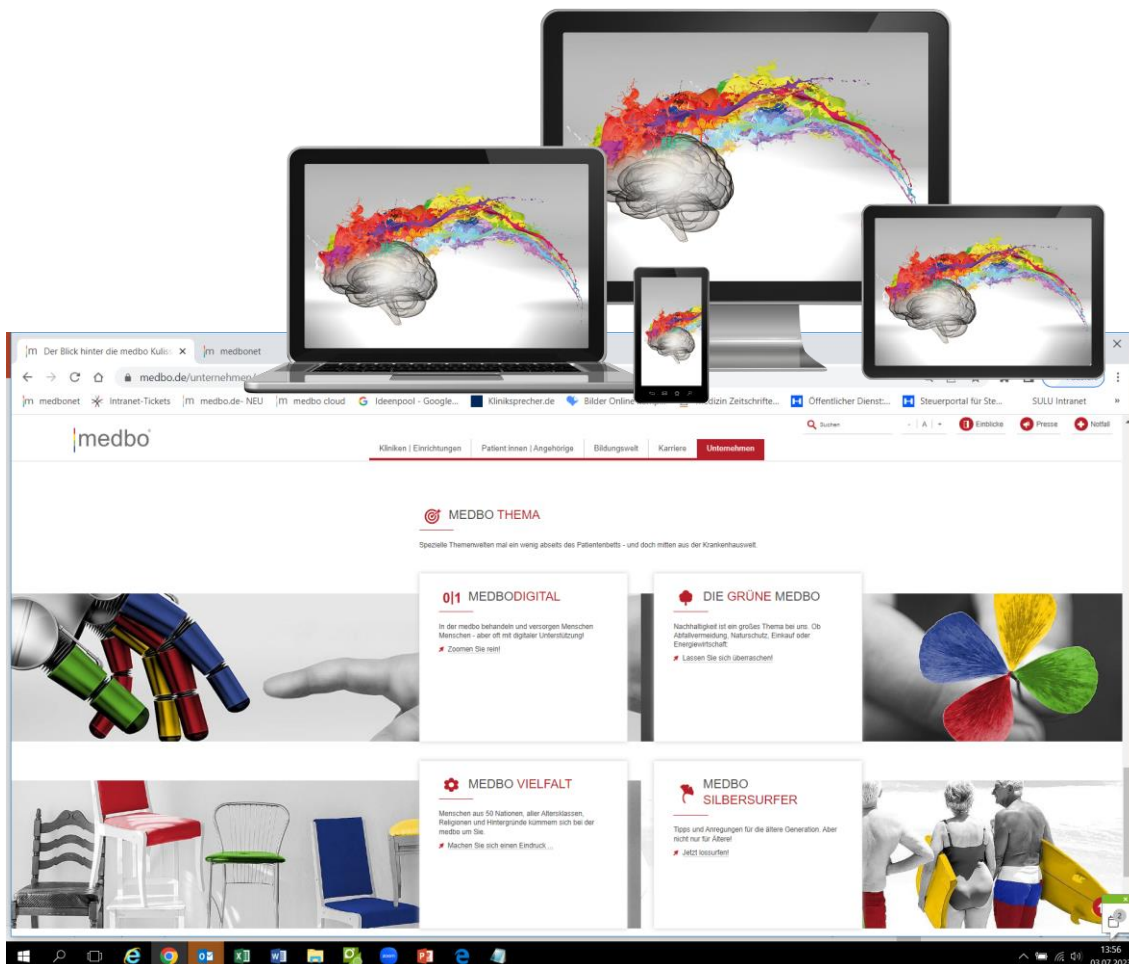 m Der Blick hinter die medbo Kulis
m medbonet
medbo.de/unternehmen/
m medbonet Intranet-Tickets m medbo.de- NEU m medbo cloud Ideenpool - Google... Kliniksprecher.de Bilder Online Zeitschrifte... Öffentlicher Dienst:... Steuerportal für Ste... SULU Intranet »
medbo
Suchen - | A | + Einblicke Presse Notfall
Kliniken | Einrichtungen Patient:innen | Angehörige Bildungswelt Karriere Unternehmen
MEDBO THEMA
Spezielle Themenwelten mal ein wenig abseits des Patientenbetts - und doch mitten aus der Krankenhauswelt.
0|1 MEDBODIGITAL
In der medbo behandeln und versorgen Menschen
Menschen - aber oft mit digitaler Unterstützung!
Zoomen Sie rein!
DIE GRÜNE MEDBO
Nachhaltigkeit ist ein großes Thema bei uns. Ob
Abfallvermeidung, Naturschutz, Einkauf oder
Energiewirtschaft:
Lassen Sie sich überraschen!
MEDBO VIELFALT
Menschen aus 50 Nationen, aller Altersklassen,
Religionen und Hintergründe kümmern sich bei der
medbo um Sie.
Machen Sie sich einen Eindruck...
MEDBO
SILBERSURFER
Tipps und Anregungen für die ältere Generation. Aber
nicht nur für Ältere!
Jetzt lossurfen!
2
13:56